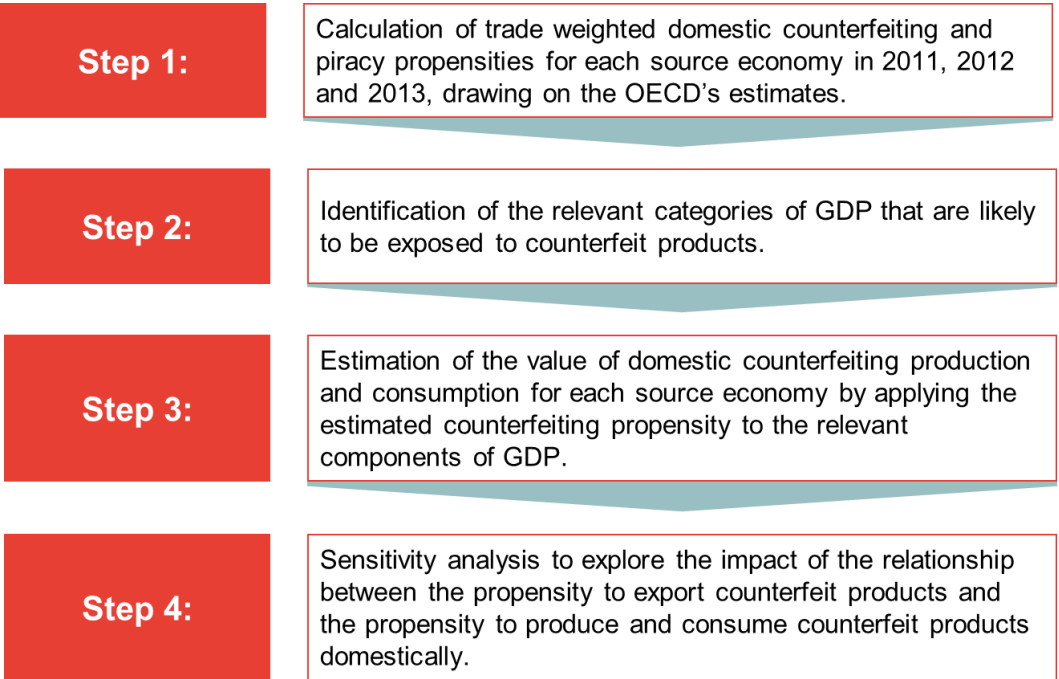 Step 1:
Calculation of trade weighted domestic counterfeiting and
piracy propensities for each source economy in 2011, 2012
and 2013, drawing on the OECD's estimates.
Step 2:
Identification of the relevant categories of GDP that are likely
to be exposed to counterfeit products.
Step 3:
Estimation of the value of domestic counterfeiting production
and consumption for each source economy by applying the
estimated counterfeiting propensity to the relevant
components of GDP.
Step 4:
Sensitivity analysis to explore the impact of the relationship
between the propensity to export counterfeit products and
the propensity to produce and consume counterfeit products
domestically.